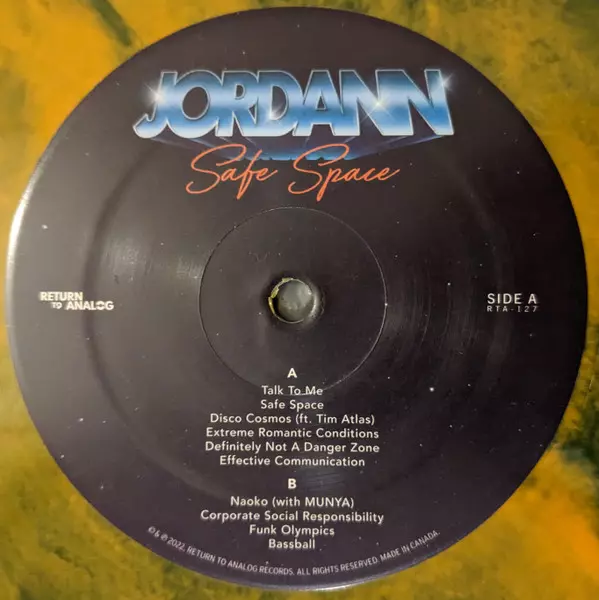 JORDANN
Safe Space
RETURN
TO ANALOG
SIDE A
RTA-127
A
Talk To Me
Safe Space
Disco Cosmos (ft. Tim Atlas)
Extreme Romantic Conditions
Definitely Not A Danger Zone
Effective Communication
B
Naoko (with MUNYA)
Corporate Social Responsibility
Funk Olympics
Bassball
© & ℗ 2022, RETURN TO ANALOG RECORDS. ALL RIGHTS RESERVED. MADE IN CANADA.